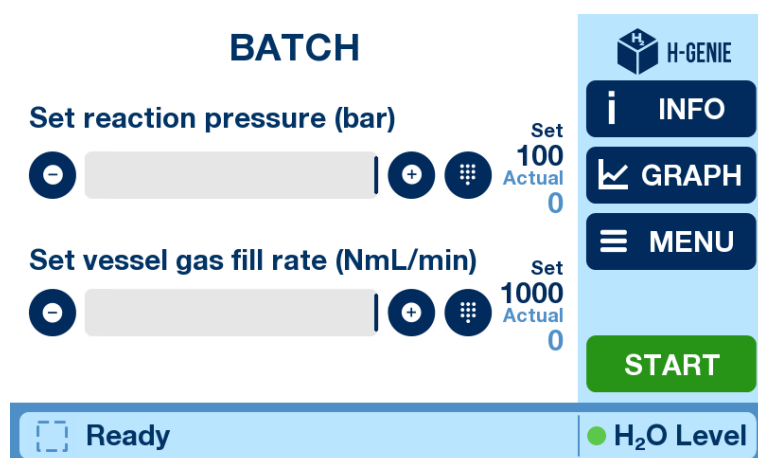 BATCH
Set reaction pressure (bar)
Set
100
Actual
0
Set vessel gas fill rate (NmL/min)
Set
1000
Actual
0
H₂
H-GENIE
i INFO
GRAPH
MENU
START
Ready
H₂O Level